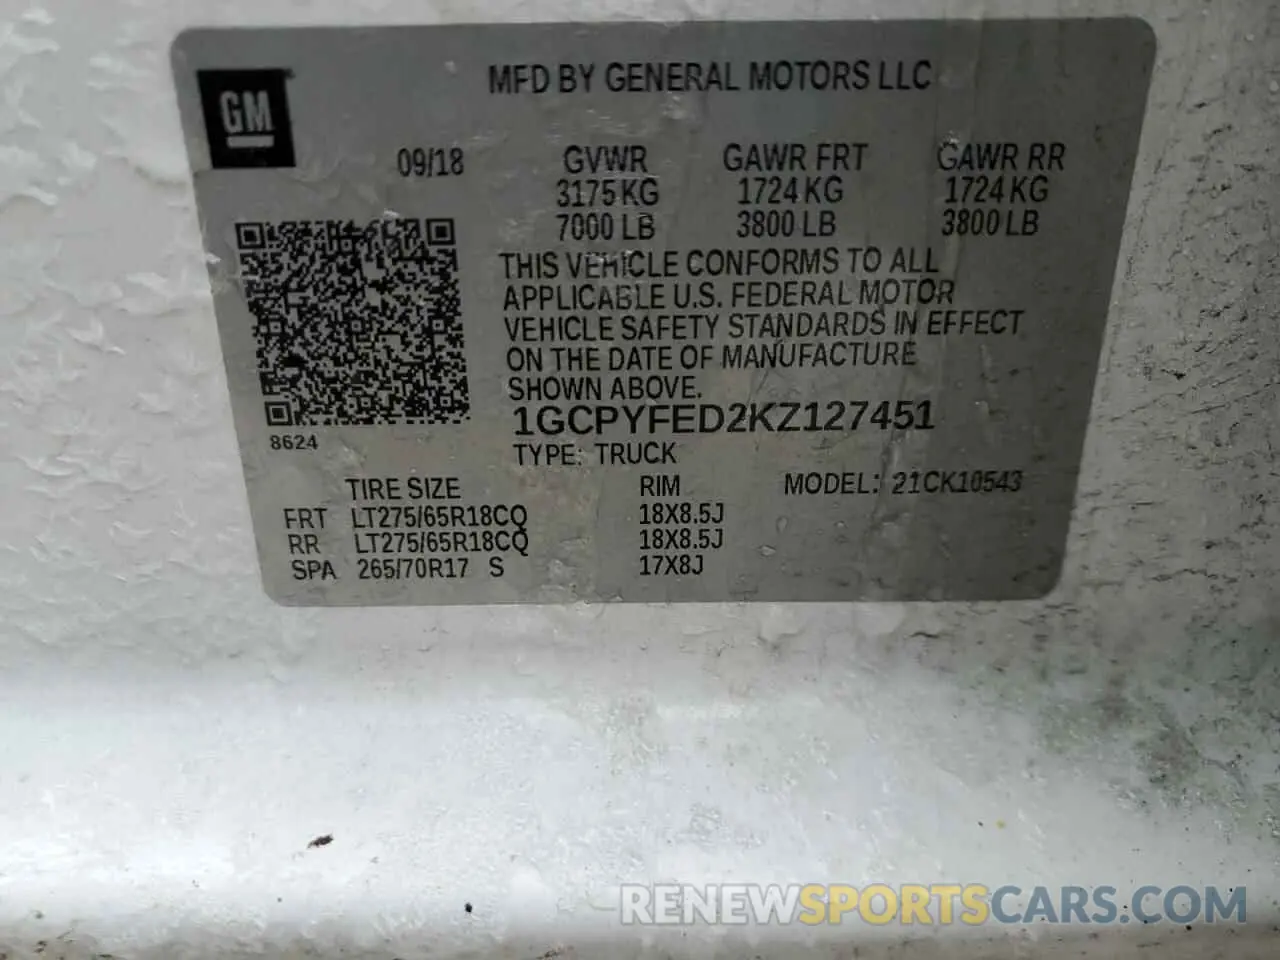 MFD BY GENERAL MOTORS LLC
GM
09/18 GVWR GAWR FRT GAWR RR
3175 KG 1724 KG 1724 KG
7000 LB 3800 LB 3800 LB
THIS VEHICLE CONFORMS TO ALL
APPLICABLE U.S. FEDERAL MOTOR
VEHICLE SAFETY STANDARDS IN EFFECT
ON THE DATE OF MANUFACTURE
SHOWN ABOVE.
1GCPYFED2KZ127451
8624
TYPE: TRUCK
TIRE SIZE RIM MODEL: 21CK10543
FRT LT275/65R18CQ 18X8.5J
RR LT275/65R18CQ 18X8.5J
SPA 265/70R17 S 17X8J
RENEWSPORTSCARS.COM